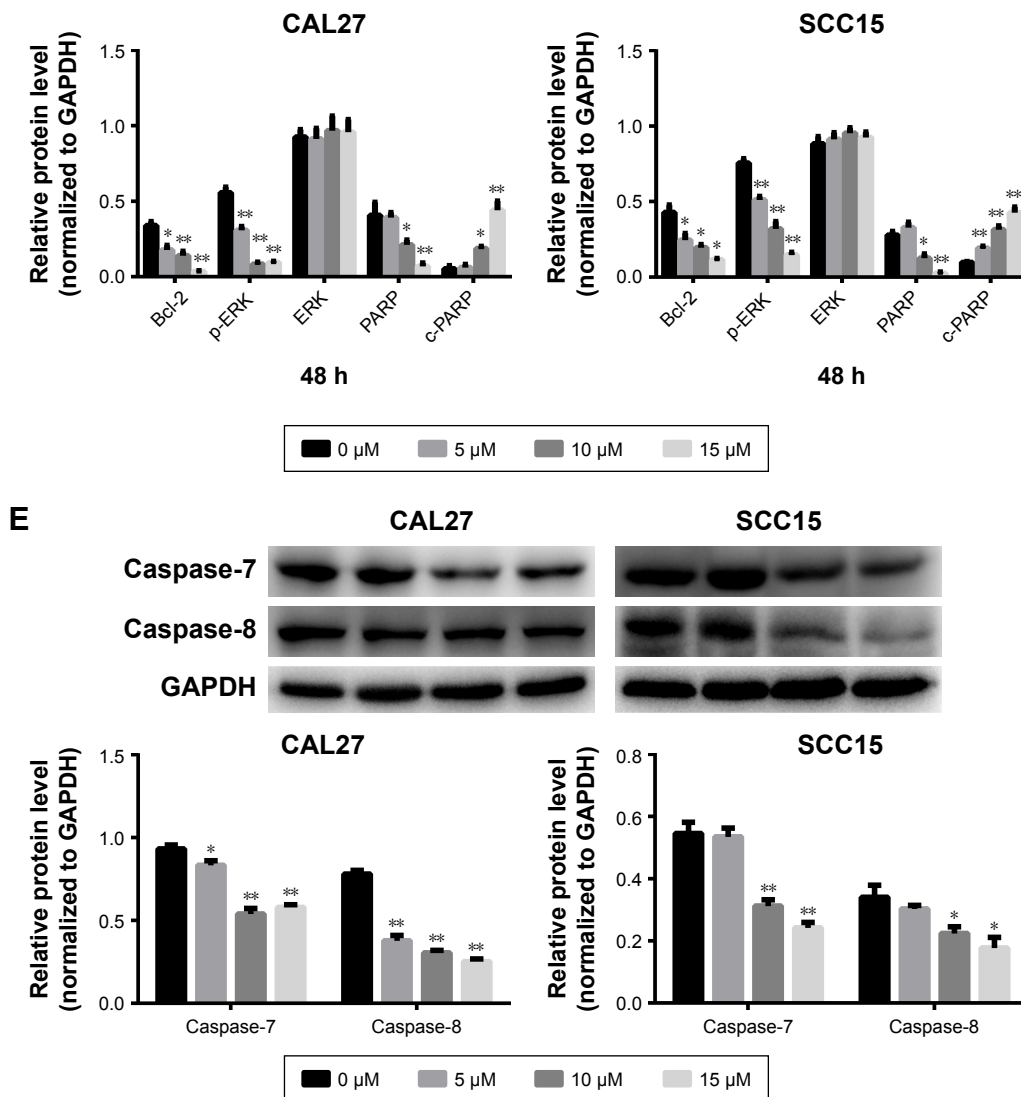 CAL27
Relative protein level
(normalized to GAPDH)
1.5
1.0
0.5
0.0
* ** ** ** ** ** * ** * **
Bcl-2 p-ERK ERK PARP c-PARP
48 h
SCC15
Relative protein level
(normalized to GAPDH)
1.5
1.0
0.5
0.0
* * * ** ** ** * ** ** ** **
Bcl-2 p-ERK ERK PARP c-PARP
48 h
0 µM 5 µM 10 µM 15 µM
E
CAL27 SCC15
Caspase-7
Caspase-8
GAPDH
CAL27
Relative protein level
(normalized to GAPDH)
1.5
1.0
0.5
0.0
* ** ** ** ** **
Caspase-7 Caspase-8
SCC15
Relative protein level
(normalized to GAPDH)
0.8
0.6
0.4
0.2
0.0
** ** * *
Caspase-7 Caspase-8
0 µM 5 µM 10 µM 15 µM